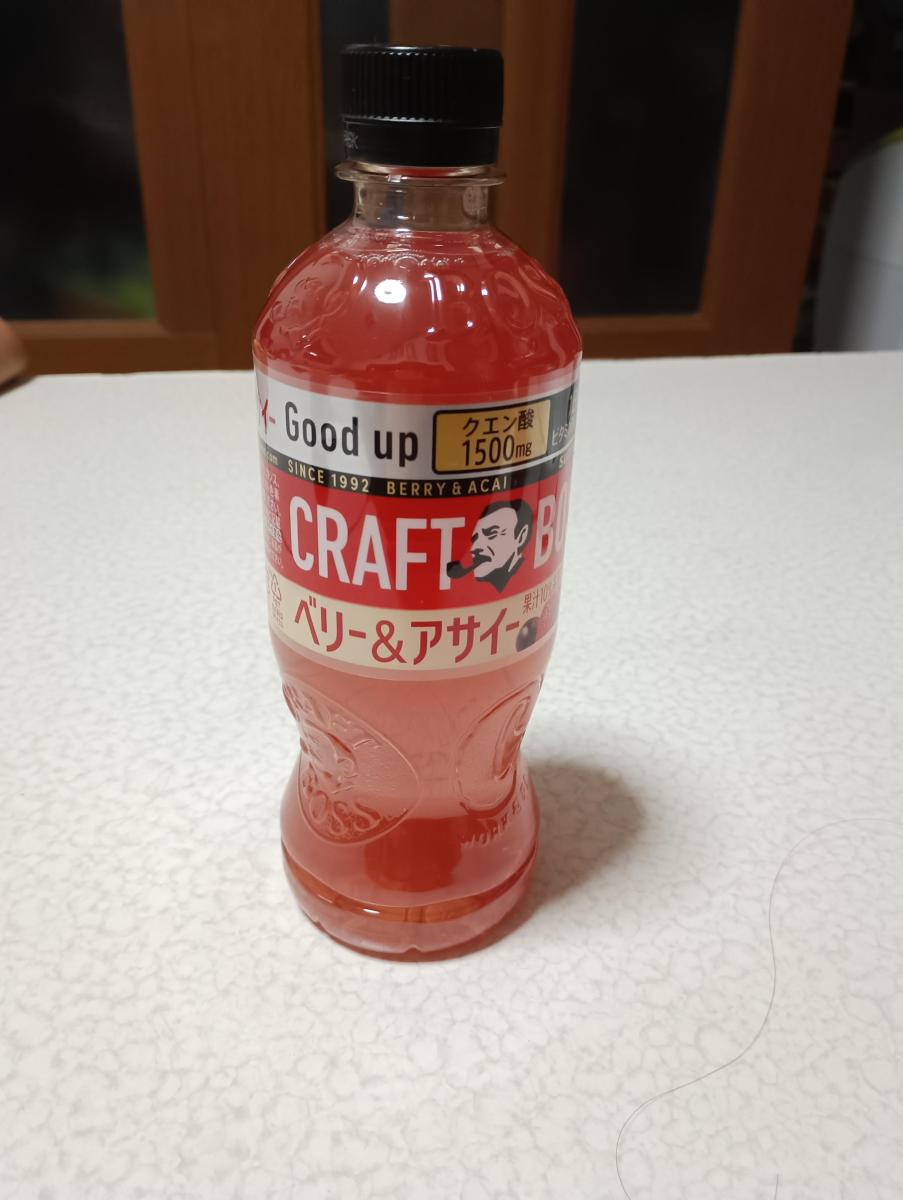 Good up
クエン酸
1500mg
SINCE 1992 BERRY & ACAI
CRAFT
ベリー&アサイー
BOSS